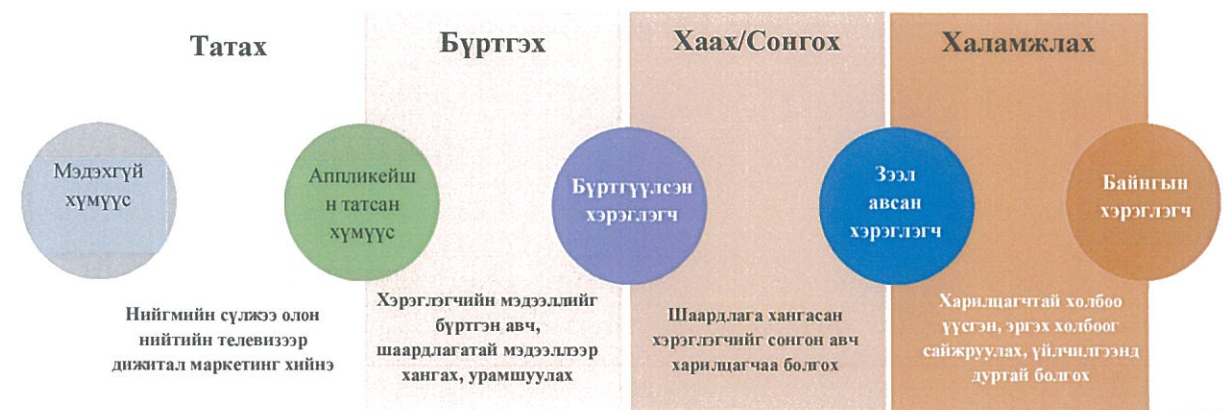 Татах
Бүртгэх
Хаах/Сонгох
Халамжлах
Мэдэхгүй
хүмүүс
Аппликейш
н татсан
хүмүүс
Бүртгүүлсэн
хэрэглэгч
Зээл
авсан
хэрэглэгч
Байнгын
хэрэглэгч
Нийгмийн сүлжээ олон
нийтийн телевизээр
дижитал маркетинг хийнэ
Хэрэглэгчийн мэдээллийг
бүртгэн авч,
шаардлагатай мэдээллээр
хангах, урамшуулах
Шаардлага хангасан
хэрэглэгчийг сонгон авч
харилцагчаа болгох
Харилцагчтай холбоо
үүсгэн, эргэх холбоог
сайжруулах, үйлчилгээнд
дуртай болгох